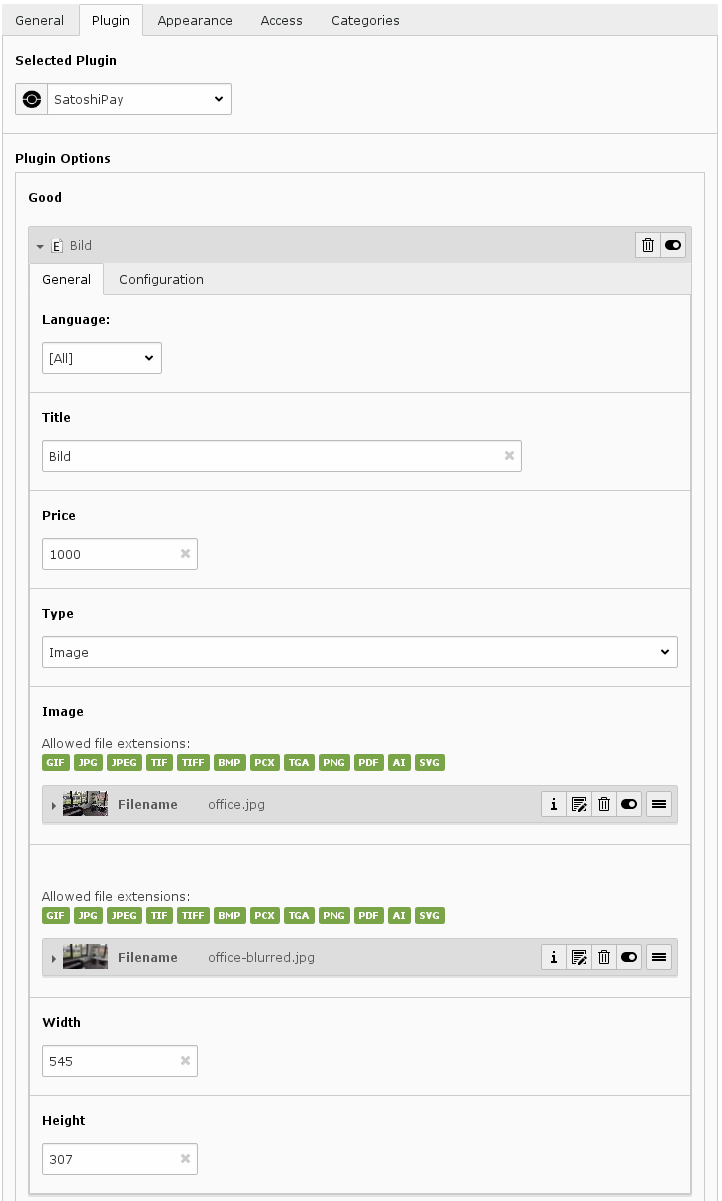 General Plugin Appearance Access Categories
Selected Plugin
SatoshiPay
Plugin Options
Good
E Bild
General Configuration
Language:
[All]
Title
Bild
Price
1000
Type
Image
Image
Allowed file extensions:
GIF JPG JPEG TIF TIFF BMP PCX TGA PNG PDF AI SVG
Filename office.jpg
Allowed file extensions:
GIF JPG JPEG TIF TIFF BMP PCX TGA PNG PDF AI SVG
Filename office-blurred.jpg
Width
545
Height
307